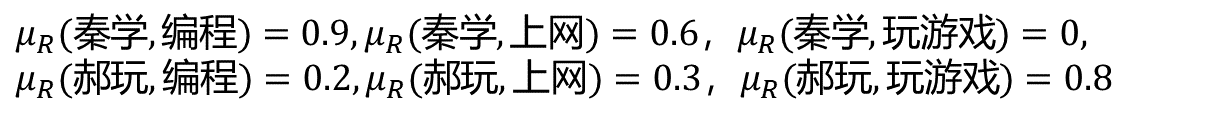 μ_R(秦学,编程) = 0.9,μ_R(秦学,上网) = 0.6，μ_R(秦学,玩游戏) = 0,
μ_R(郝玩,编程) = 0.2,μ_R(郝玩,上网) = 0.3，μ_R(郝玩,玩游戏) = 0.8